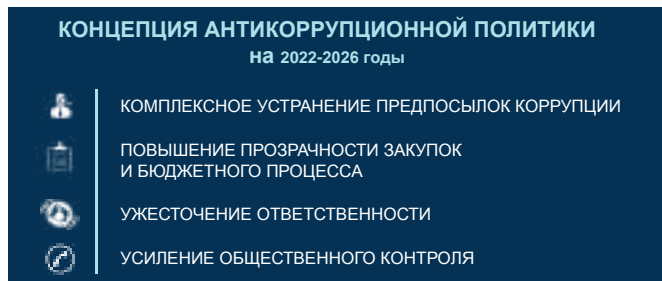 КОНЦЕПЦИЯ АНТИКОРРУПЦИОННОЙ ПОЛИТИКИ
на 2022-2026 годы
КОМПЛЕКСНОЕ УСТРАНЕНИЕ ПРЕДПОСЫЛОК КОРРУПЦИИ
ПОВЫШЕНИЕ ПРОЗРАЧНОСТИ ЗАКУПОК
И БЮДЖЕТНОГО ПРОЦЕССА
УЖЕСТОЧЕНИЕ ОТВЕТСТВЕННОСТИ
УСИЛЕНИЕ ОБЩЕСТВЕННОГО КОНТРОЛЯ